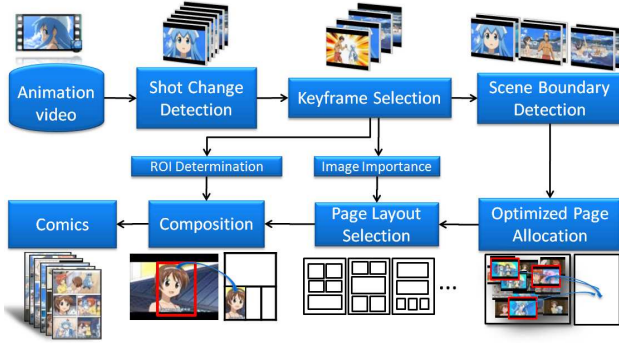 Animation
video
Shot Change
Detection
Keyframe Selection
Scene Boundary
Detection
ROI Determination
Image Importance
Comics
Composition
Page Layout
Selection
Optimized Page
Allocation
...